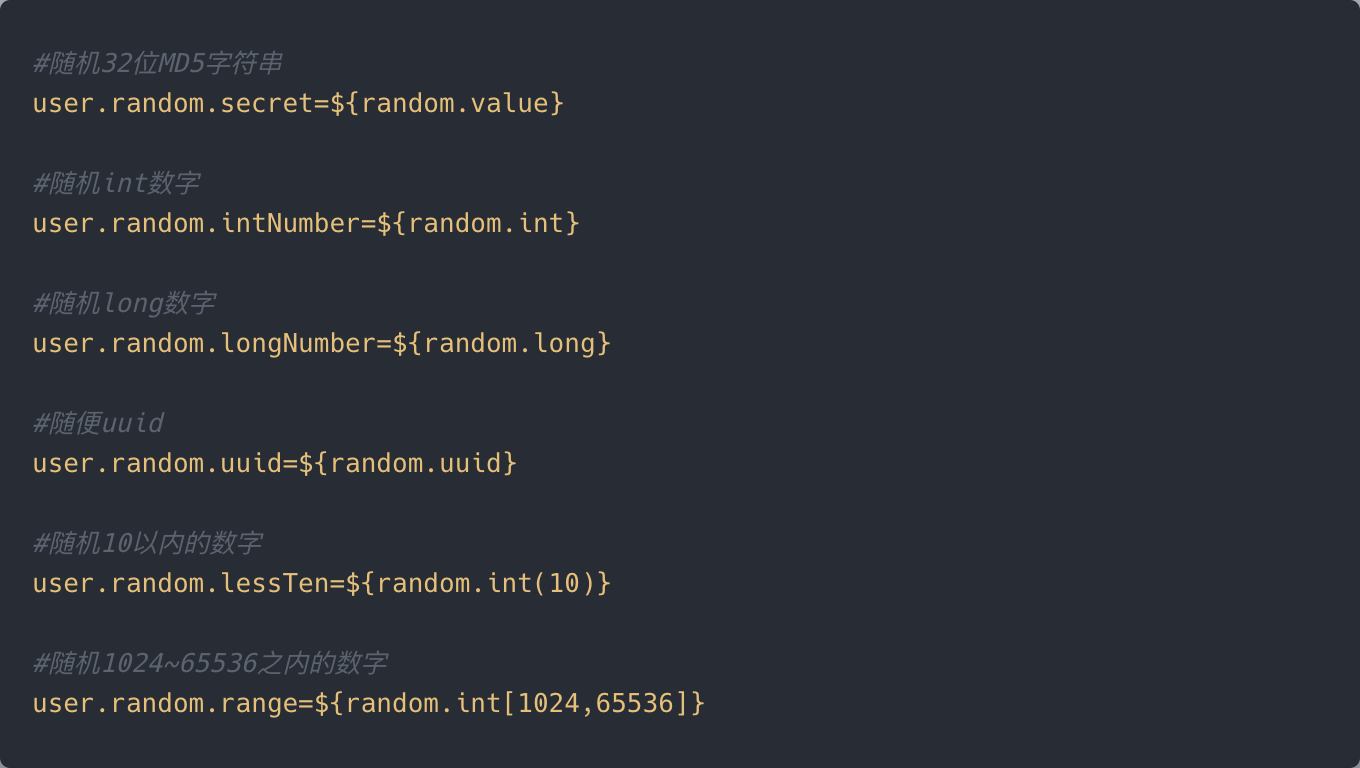 #随机32位MD5字符串
user.random.secret=${random.value}
#随机int数字
user.random.intNumber=${random.int}
#随机long数字
user.random.longNumber=${random.long}
#随便uuid
user.random.uuid=${random.uuid}
#随机10以内的数字
user.random.lessTen=${random.int(10)}
#随机1024~65536之内的数字
user.random.range=${random.int[1024,65536]}